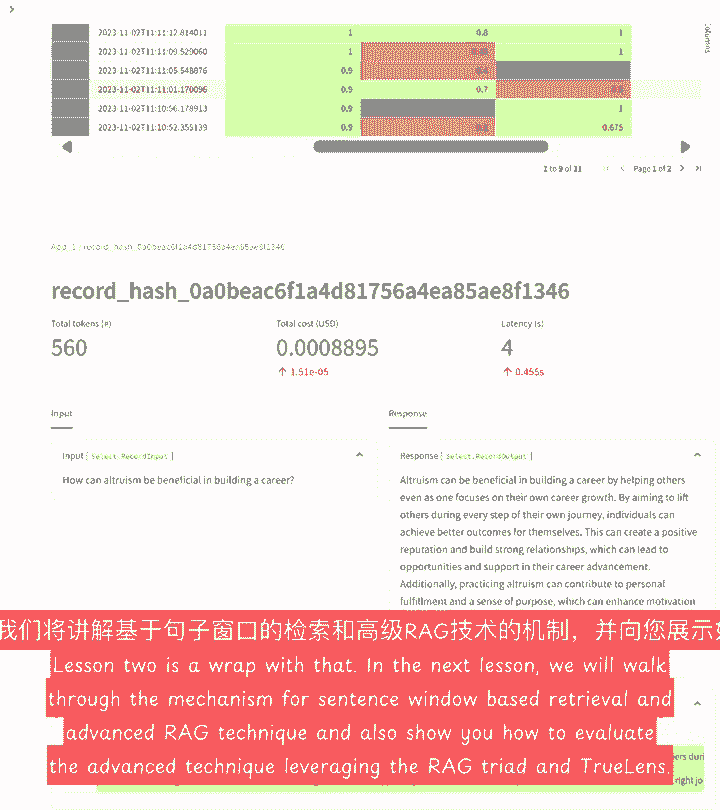 2023-11-02T11:11:12.814011 1 0.8 1
2023-11-02T11:11:09.529060 1 1
2023-11-02T11:11:05.548876 0.9
2023-11-02T11:11:01.170096 0.9 0.7
2023-11-02T11:10:56.178913 0.9 1
2023-11-02T11:10:52.355139 0.9 0.675
Columns
1 to 9 of 11 Page 1 of 2
record_hash_0a0beac6f1a4d81756a4ea85ae8f1346
Total tokens (#) Total cost (USD) Latency (s)
560 0.0008895 4
↑ 1.51e-05 ↑ 0.455s
Input Response
Input [ Select.RecordInput ] Response [ Select.RecordOutput ]
How can altruism be beneficial in building a career?
Altruism can be beneficial in building a career by helping others
even as one focuses on their own career growth. By aiming to lift
others during every step of their own journey, individuals can
achieve better outcomes for themselves. This can create a positive
reputation and build strong relationships, which can lead to
opportunities and support in their career advancement.
Additionally, practicing altruism can contribute to personal
fulfillment and a sense of purpose, which can enhance motivation
我们将讲解基于句子窗口的检索和高级RAG技术的机制，并向您展示
Lesson two is a wrap with that. In the next lesson, we will walk
through the mechanism for sentence window based retrieval and
advanced RAG technique and also show you how to evaluate
the advanced technique leveraging the RAG triad and TrueLens.
ers duri
right jo